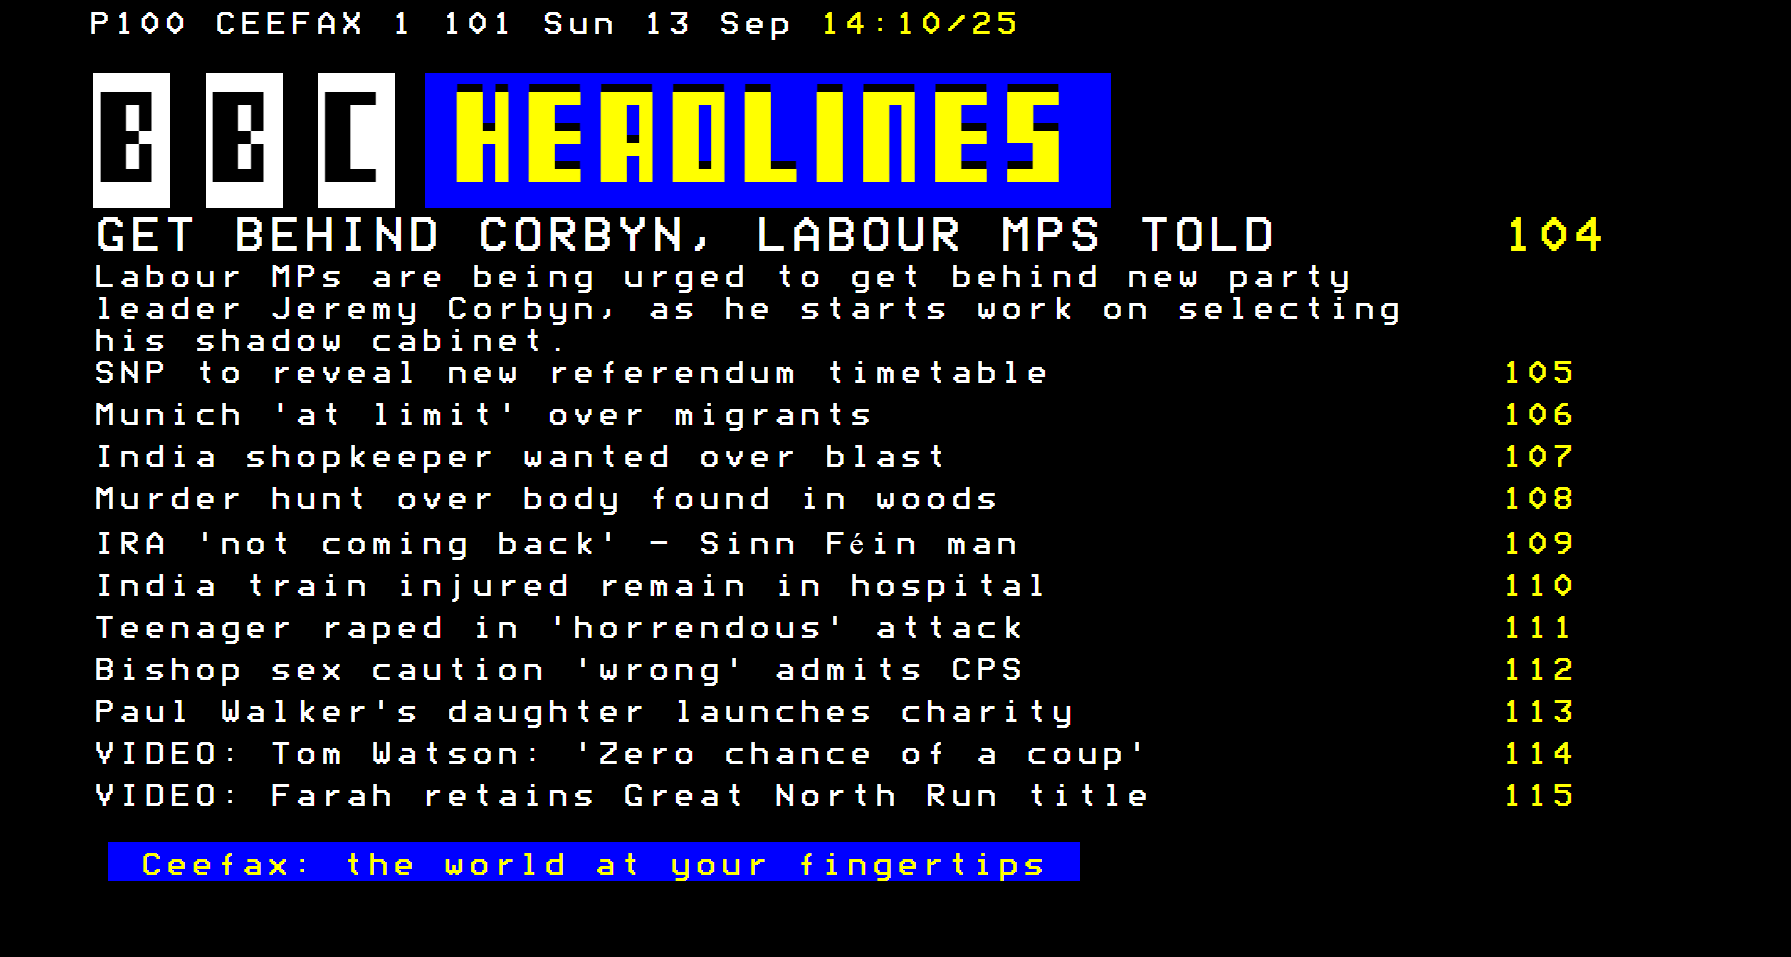 P100 CEEFAX 1 101 Sun 13 Sep 14:10/25
BBC HEADLINES
GET BEHIND CORBYN, LABOUR MPS TOLD 104
Labour MPs are being urged to get behind new party
leader Jeremy Corbyn, as he starts work on selecting
his shadow cabinet.
SNP to reveal new referendum timetable 105
Munich 'at limit' over migrants 106
India shopkeeper wanted over blast 107
Murder hunt over body found in woods 108
IRA 'not coming back' - Sinn Féin man 109
India train injured remain in hospital 110
Teenager raped in 'horrendous' attack 111
Bishop sex caution 'wrong' admits CPS 112
Paul Walker's daughter launches charity 113
VIDEO: Tom Watson: 'Zero chance of a coup' 114
VIDEO: Farah retains Great North Run title 115
Ceefax: the world at your fingertips